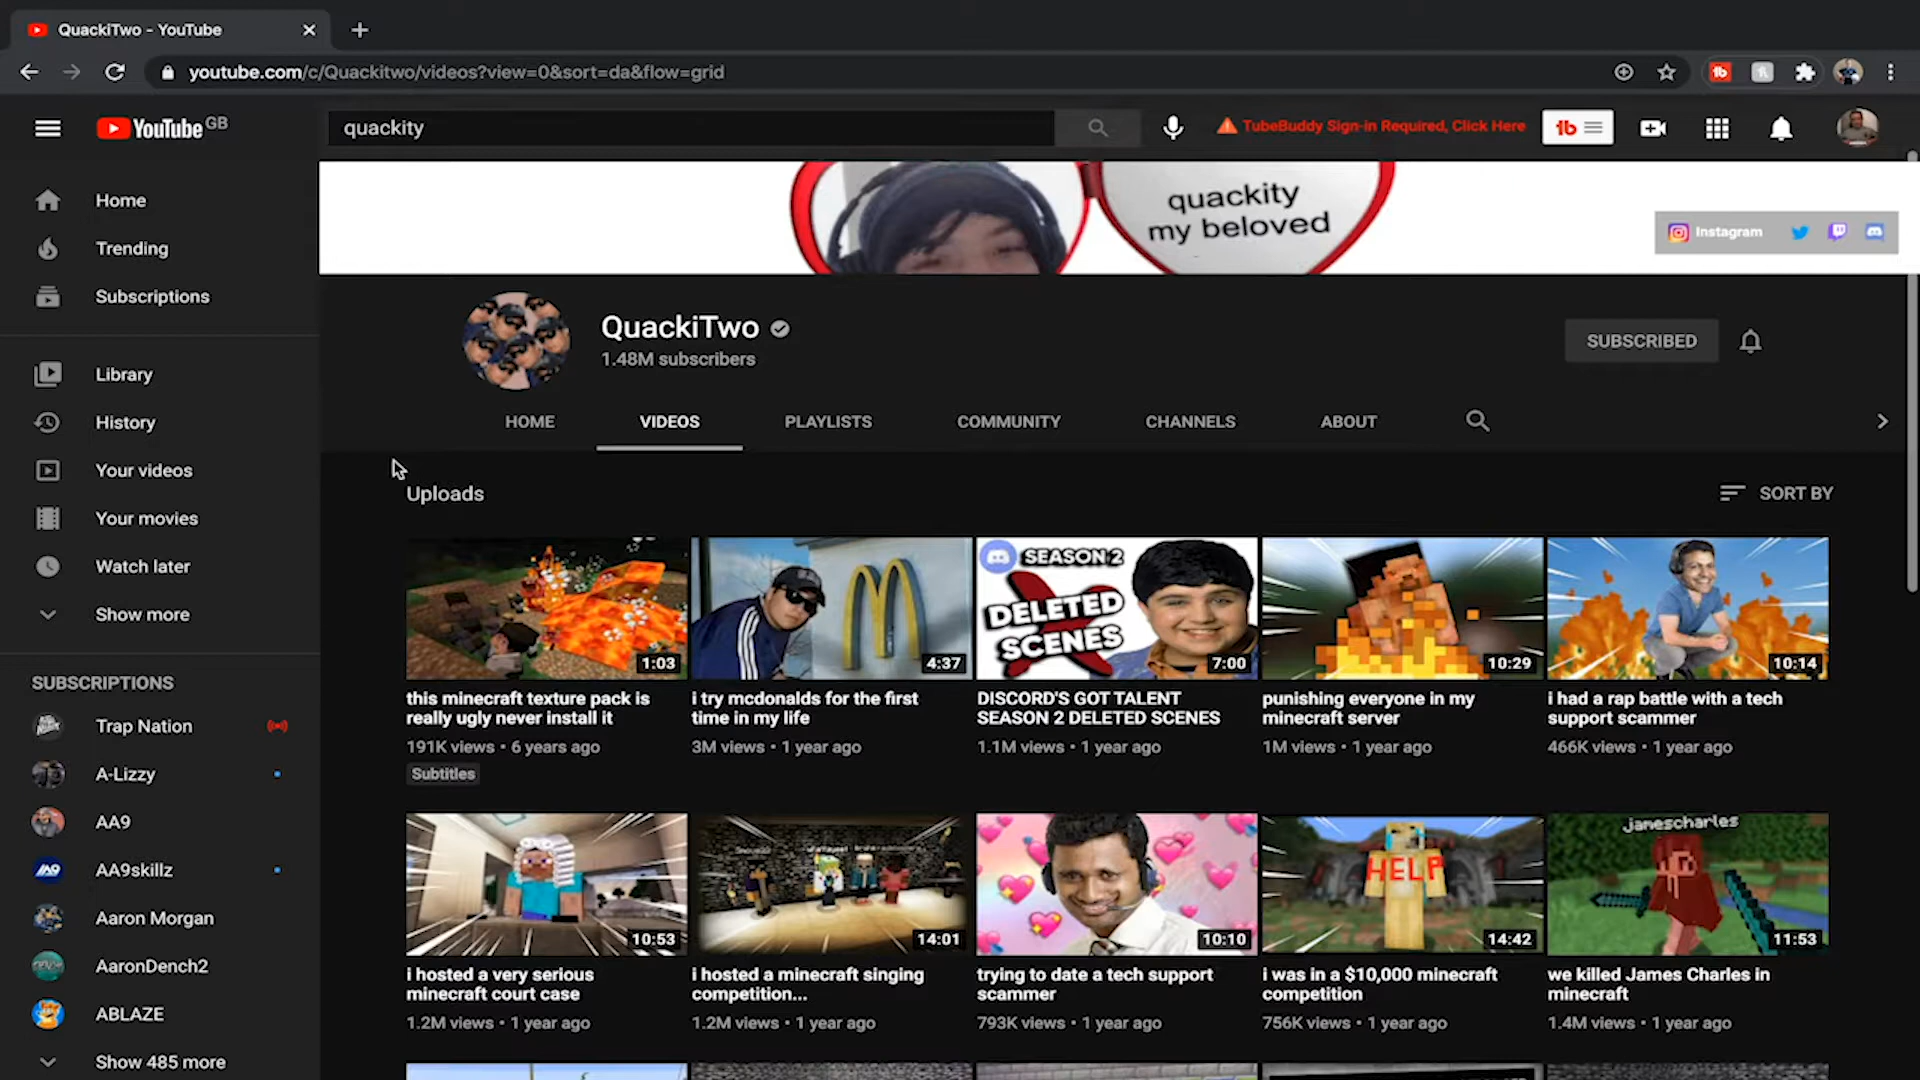 QuackiTwo - YouTube
youtube.com/c/Quackitwo/videos?view=0&sort=da&flow=grid
YouTube GB
quackity
TubeBuddy Sign-in Required, Click Here
tb
Home
Trending
Subscriptions
Library
History
Your videos
Your movies
Watch later
Show more
SUBSCRIPTIONS
Trap Nation
A-Lizzy
AA9
AA9skillz
Aaron Morgan
AaronDench2
ABLAZE
Show 485 more
quackity
my beloved
Instagram
QuackiTwo
1.48M subscribers
SUBSCRIBED
HOME VIDEOS PLAYLISTS COMMUNITY CHANNELS ABOUT
Uploads
SORT BY
1:03
this minecraft texture pack is
really ugly never install it
191K views • 6 years ago
Subtitles
4:37
i try mcdonalds for the first
time in my life
3M views • 1 year ago
SEASON 2
DELETED
SCENES
7:00
DISCORD'S GOT TALENT
SEASON 2 DELETED SCENES
1.1M views • 1 year ago
10:29
punishing everyone in my
minecraft server
1M views • 1 year ago
10:14
i had a rap battle with a tech
support scammer
466K views • 1 year ago
10:53
i hosted a very serious
minecraft court case
1.2M views • 1 year ago
14:01
i hosted a minecraft singing
competition...
1.2M views • 1 year ago
10:10
trying to date a tech support
scammer
793K views • 1 year ago
HELP
14:42
i was in a $10,000 minecraft
competition
756K views • 1 year ago
jamescharles
11:53
we killed James Charles in
minecraft
1.4M views • 1 year ago